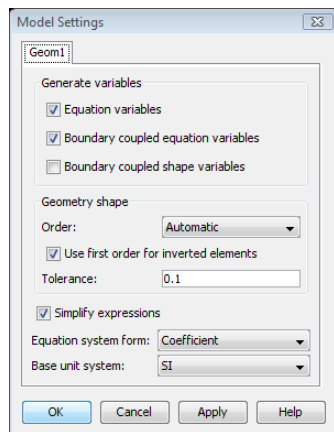 Model Settings
Geom1
Generate variables
Equation variables
Boundary coupled equation variables
Boundary coupled shape variables
Geometry shape
Order: Automatic
Use first order for inverted elements
Tolerance: 0.1
Simplify expressions
Equation system form: Coefficient
Base unit system: SI
OK Cancel Apply Help